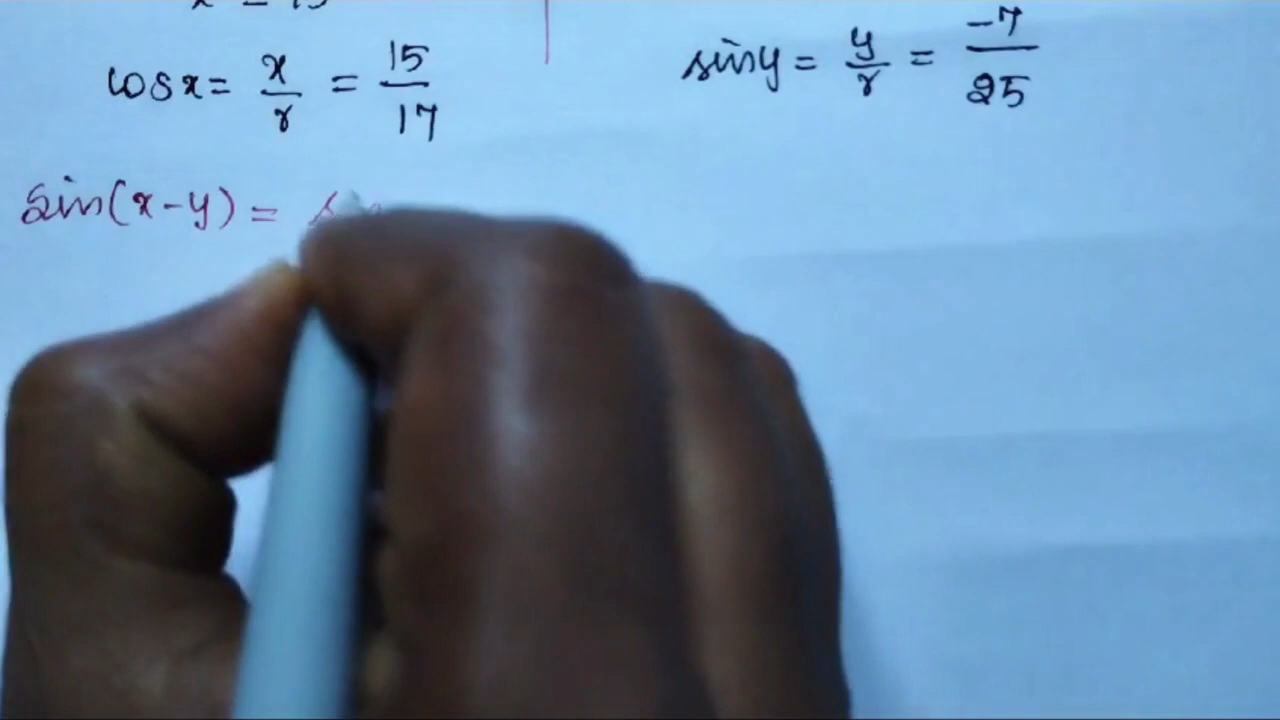 cos x = x/r = 15/17
sin y = y/r = -7/25
sin(x-y) =